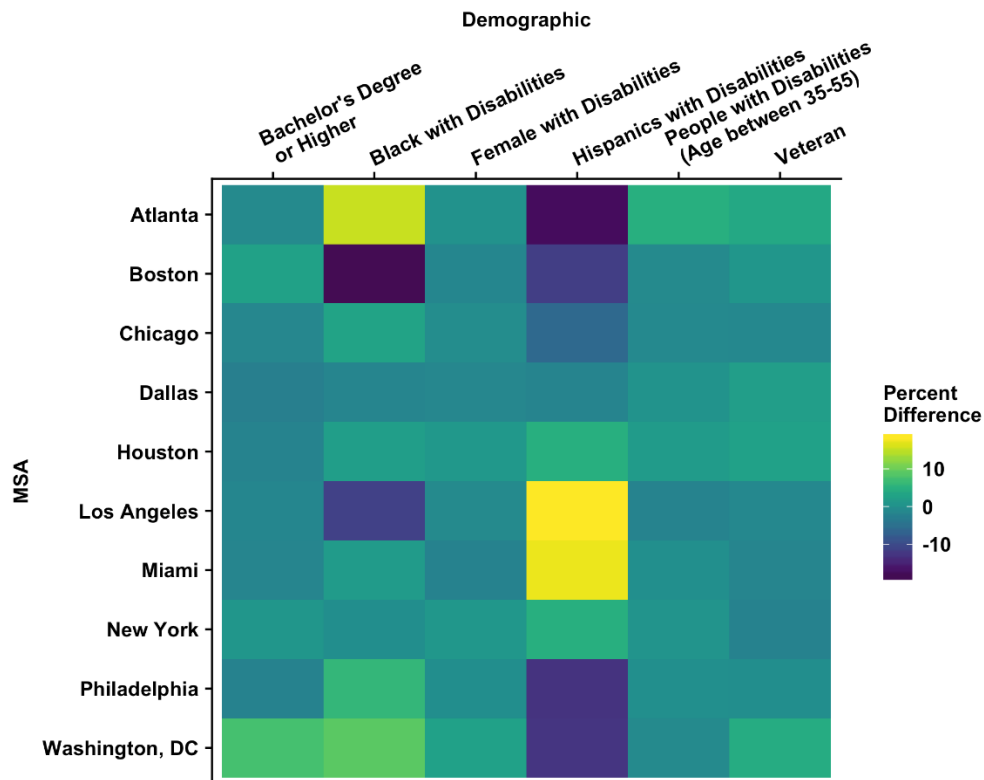 Demographic
Bachelor's Degree
or Higher
Black with Disabilities
Female with Disabilities
Hispanics with Disabilities
People with Disabilities
(Age between 35-55)
Veteran
MSA
Atlanta
Boston
Chicago
Dallas
Houston
Los Angeles
Miami
New York
Philadelphia
Washington, DC
Percent
Difference
10
0
-10